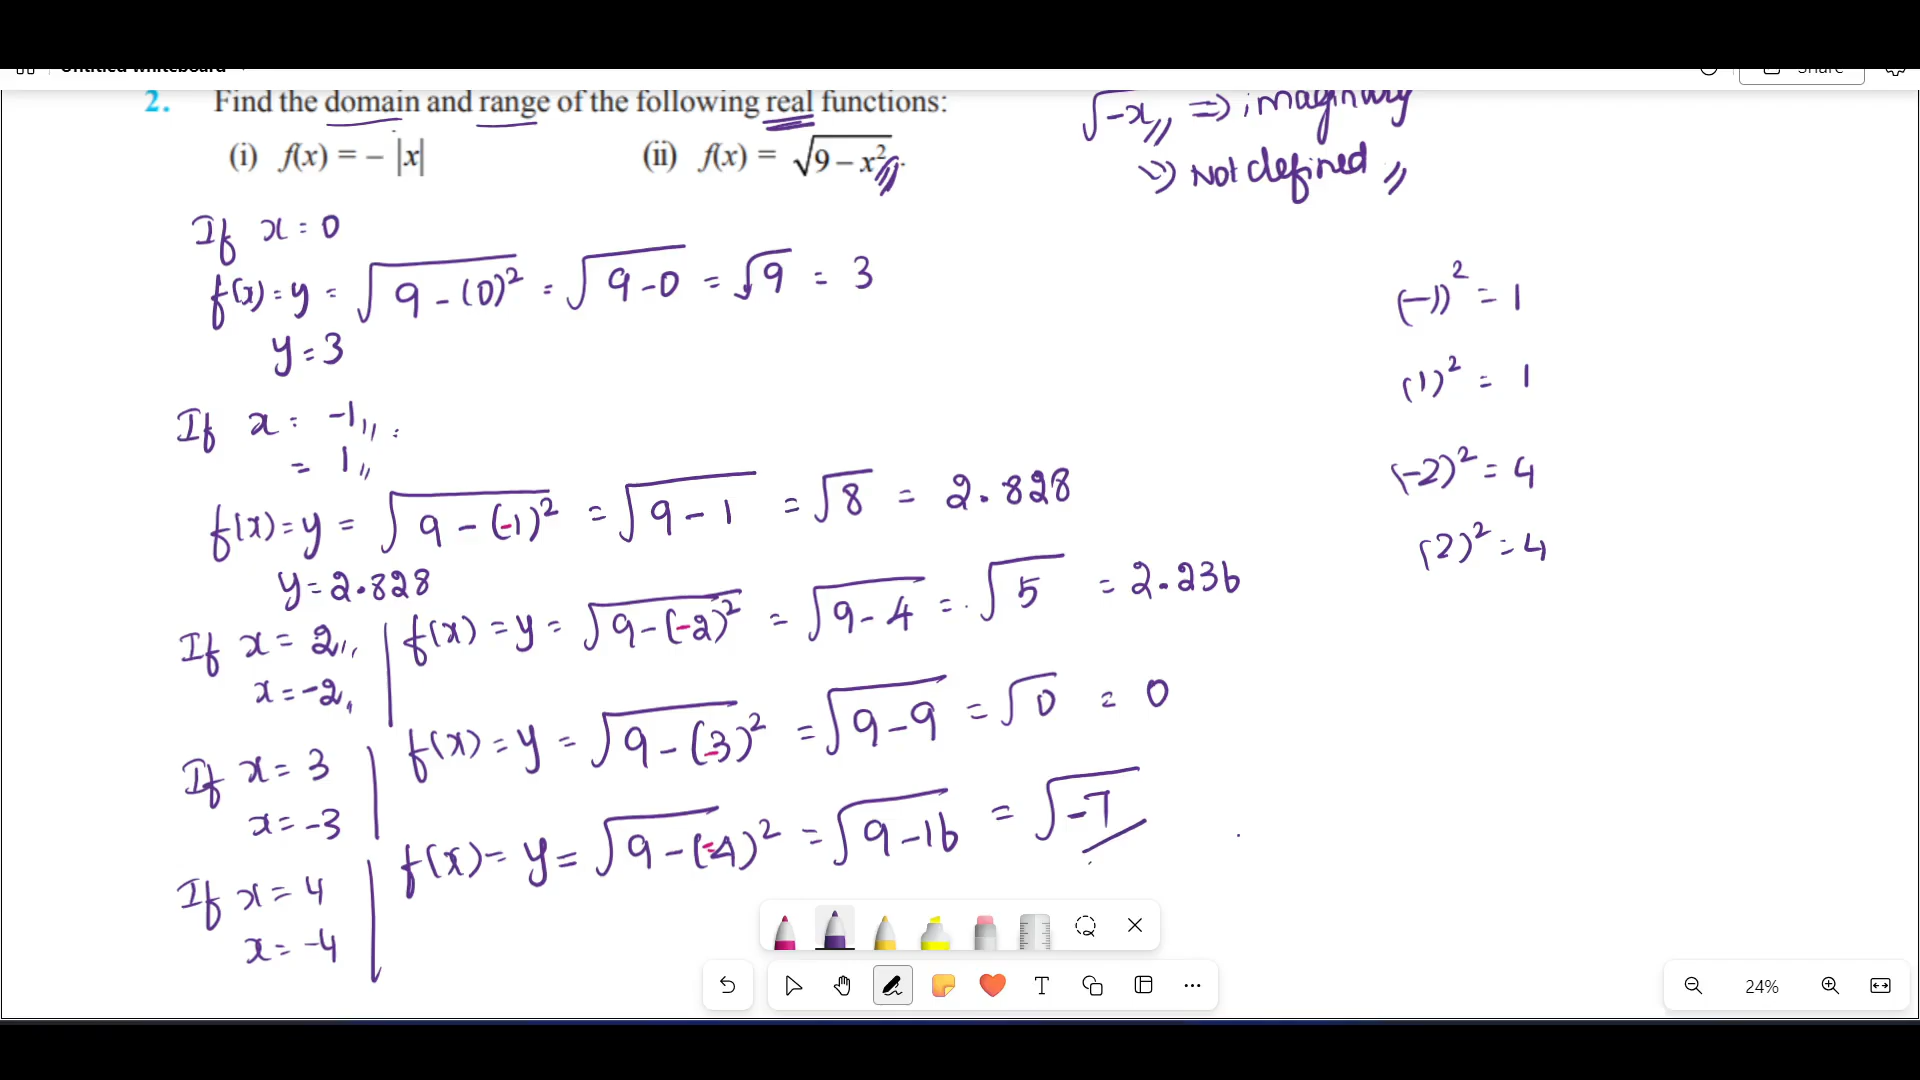 Untitled whiteboard
Share
2. Find the domain and range of the following real functions:
(i) f(x) = – |x|
(ii) f(x) = √9 – x².
√-x ⇒ imaginary
⇒ Not defined
If x = 0
f(x) = y = √9 - (0)² = √9 - 0 = √9 = 3
y = 3
If x = -1
= 1
f(x) = y = √9 - (-1)² = √9 - 1 = √8 = 2.828
y = 2.828
If x = 2
x = -2
f(x) = y = √9 - (-2)² = √9 - 4 = √5 = 2.236
If x = 3
x = -3
f(x) = y = √9 - (-3)² = √9 - 9 = √0 = 0
If x = 4
x = -4
f(x) = y = √9 - (-4)² = √9 - 16 = √-7
(-1)² = 1
(1)² = 1
(-2)² = 4
(2)² = 4
24%